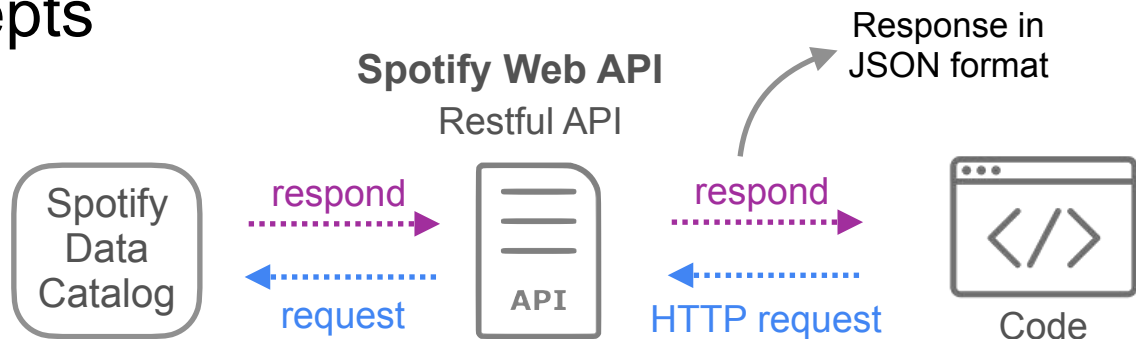 epts
Response in
JSON format
Spotify Web API
Restful API
Spotify
Data
Catalog
respond
request
API
respond
HTTP request
</>
Code